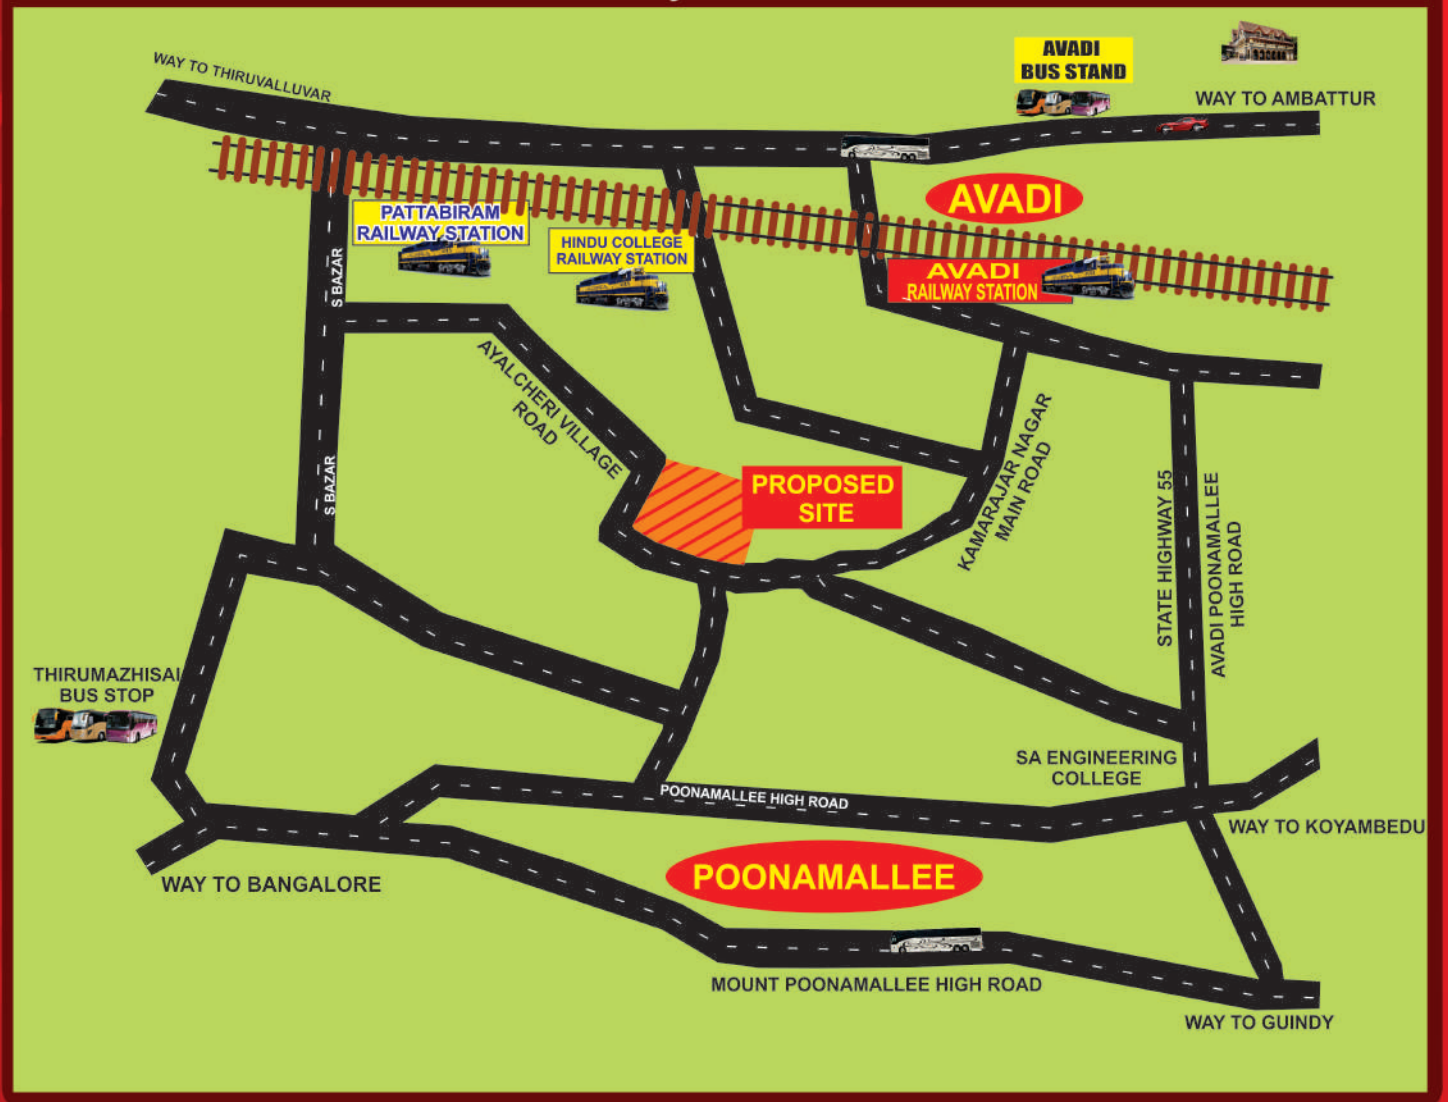 WAY TO THIRUVALLUVAR
AVADI
BUS STAND
WAY TO AMBATTUR
AVADI
PATTABIRAM
RAILWAY STATION
HINDU COLLEGE
RAILWAY STATION
AVADI
RAILWAY STATION
S BAZAR
AYALCHERI VILLAGE
ROAD
S BAZAR
PROPOSED
SITE
KAMARAJAR NAGAR
MAIN ROAD
STATE HIGHWAY 55
AVADI POONAMALLEE
HIGH ROAD
THIRUMAZHISAI
BUS STOP
SA ENGINEERING
COLLEGE
POONAMALLEE HIGH ROAD
WAY TO KOYAMBEDU
WAY TO BANGALORE
POONAMALLEE
MOUNT POONAMALLEE HIGH ROAD
WAY TO GUINDY